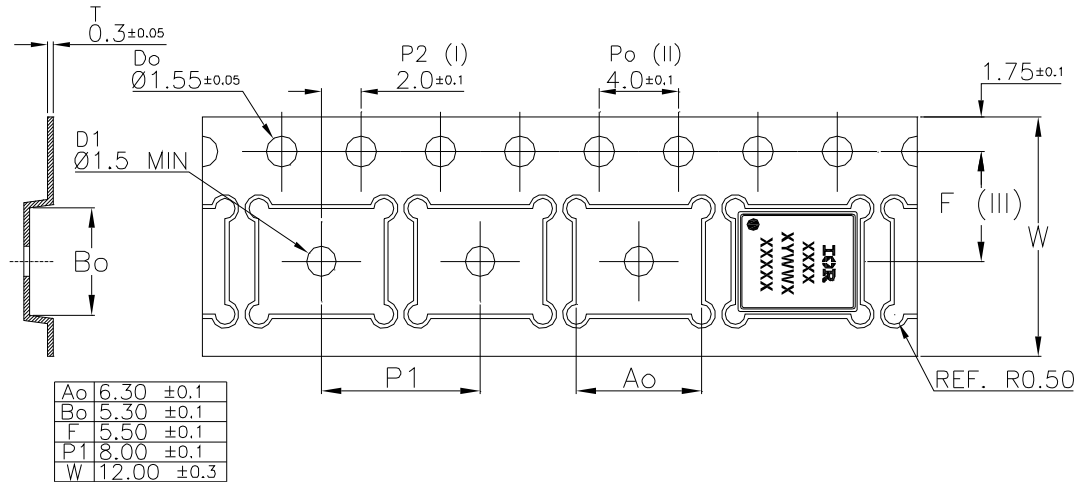 T
0.3±0.05
Do
Ø1.55±0.05
P2 (I)
2.0±0.1
Po (II)
4.0±0.1
1.75±0.1
D1
Ø1.5 MIN
F (III)
W
Bo
IOR
XXXX
XYWWX
XXXXX
P1
Ao
REF. R0.50
Ao 6.30 ±0.1
Bo 5.30 ±0.1
F 5.50 ±0.1
P1 8.00 ±0.1
W 12.00 ±0.3